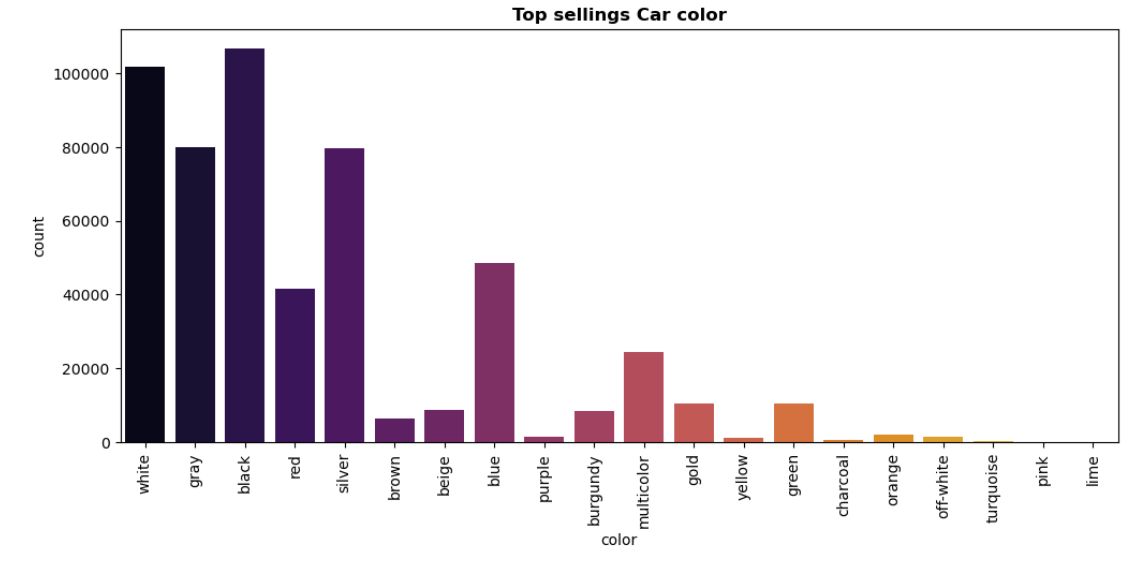 Top sellings Car color
count
100000
80000
60000
40000
20000
0
white
gray
black
red
silver
brown
beige
blue
purple
burgundy
multicolor
gold
yellow
green
charcoal
orange
off-white
turquoise
pink
lime
color